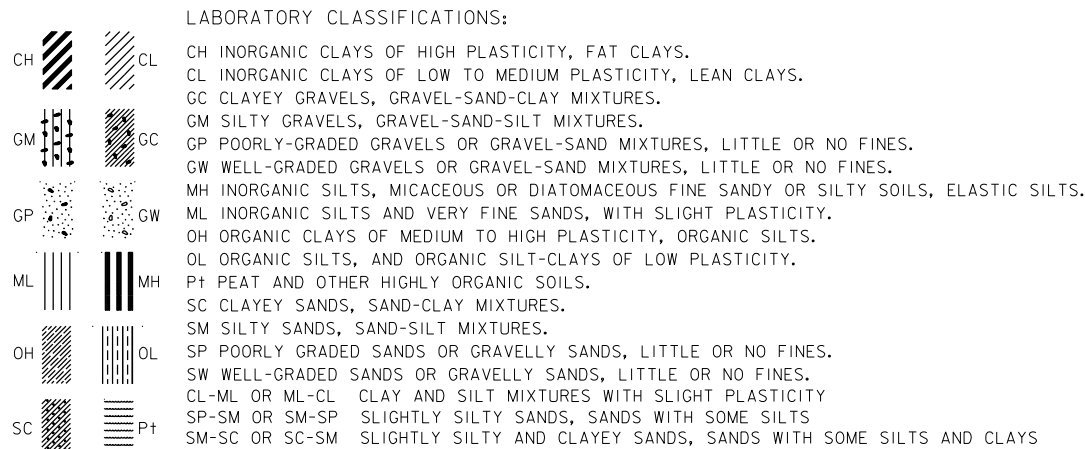 LABORATORY CLASSIFICATIONS:
CH CL
CH INORGANIC CLAYS OF HIGH PLASTICITY, FAT CLAYS.
CL INORGANIC CLAYS OF LOW TO MEDIUM PLASTICITY, LEAN CLAYS.
GC CLAYEY GRAVELS, GRAVEL-SAND-CLAY MIXTURES.
GM GC
GM SILTY GRAVELS, GRAVEL-SAND-SILT MIXTURES.
GP POORLY-GRADED GRAVELS OR GRAVEL-SAND MIXTURES, LITTLE OR NO FINES.
GW WELL-GRADED GRAVELS OR GRAVEL-SAND MIXTURES, LITTLE OR NO FINES.
MH INORGANIC SILTS, MICACEOUS OR DIATOMACEOUS FINE SANDY OR SILTY SOILS, ELASTIC SILTS.
GP GW
ML INORGANIC SILTS AND VERY FINE SANDS, WITH SLIGHT PLASTICITY.
OH ORGANIC CLAYS OF MEDIUM TO HIGH PLASTICITY, ORGANIC SILTS.
OL ORGANIC SILTS, AND ORGANIC SILT-CLAYS OF LOW PLASTICITY.
ML MH
Pt PEAT AND OTHER HIGHLY ORGANIC SOILS.
SC CLAYEY SANDS, SAND-CLAY MIXTURES.
SM SILTY SANDS, SAND-SILT MIXTURES.
OH OL
SP POORLY GRADED SANDS OR GRAVELLY SANDS, LITTLE OR NO FINES.
SW WELL-GRADED SANDS OR GRAVELLY SANDS, LITTLE OR NO FINES.
CL-ML OR ML-CL CLAY AND SILT MIXTURES WITH SLIGHT PLASTICITY
SP-SM OR SM-SP SLIGHTLY SILTY SANDS, SANDS WITH SOME SILTS
SC Pt
SM-SC OR SC-SM SLIGHTLY SILTY AND CLAYEY SANDS, SANDS WITH SOME SILTS AND CLAYS